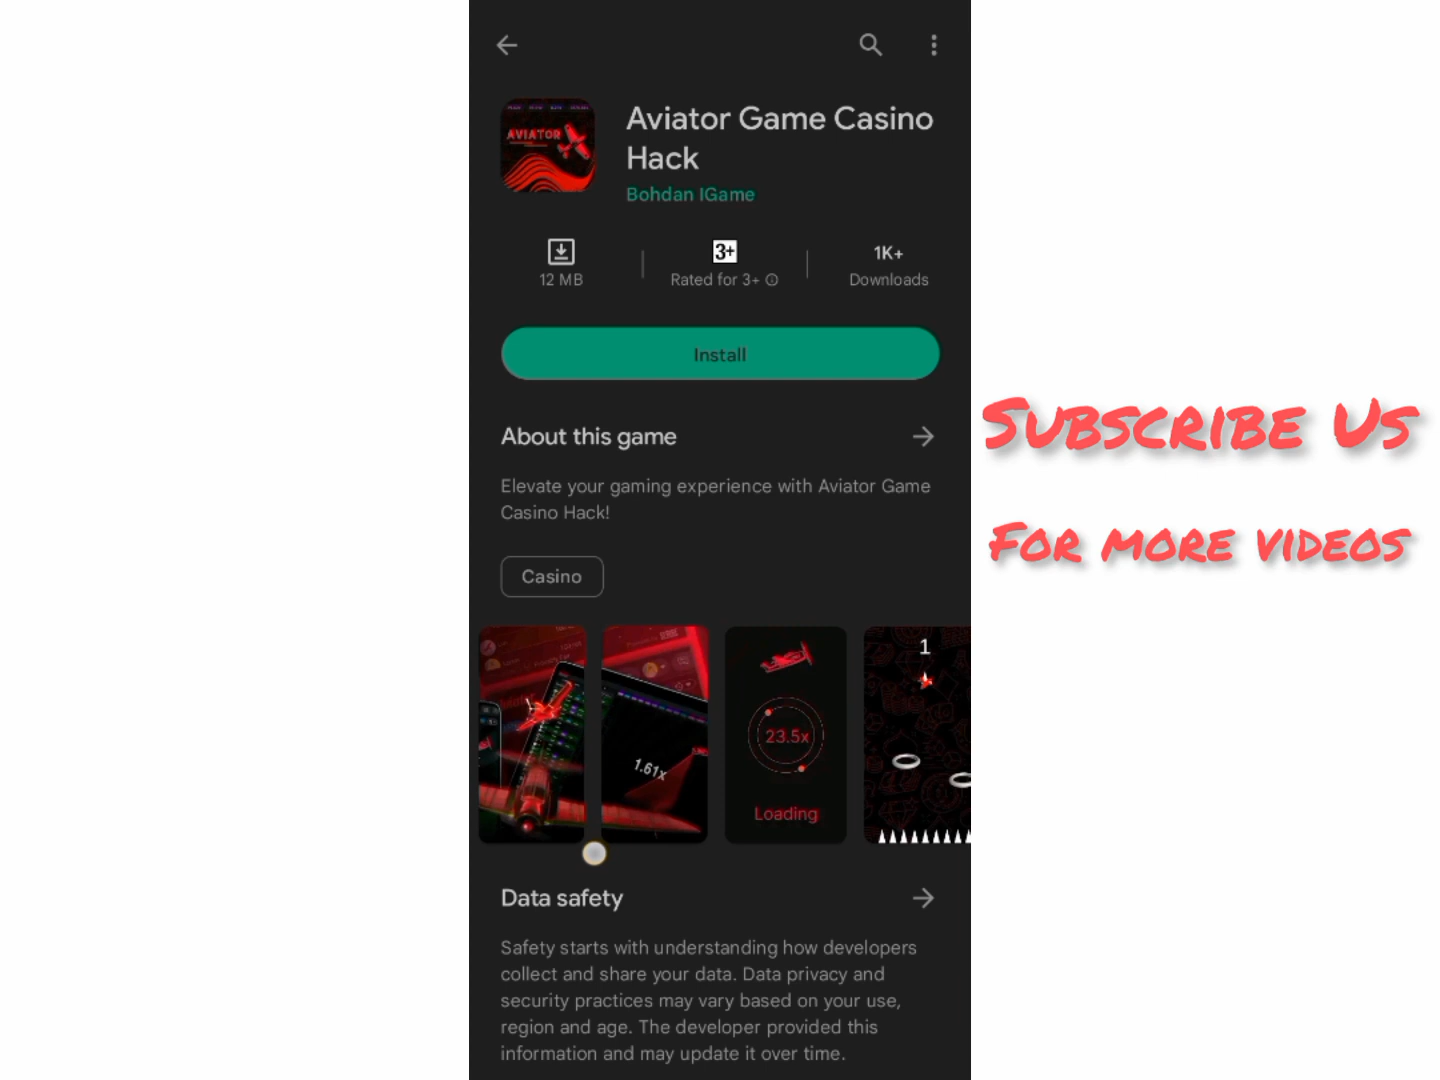 Aviator Game Casino
Hack
Bohdan IGame
AVIATOR
3+
1K+
12 MB
Rated for 3+
Downloads
Install
About this game
Elevate your gaming experience with Aviator Game
Casino Hack!
Casino
1.61x
23.5x
Loading
1
Data safety
Safety starts with understanding how developers
collect and share your data. Data privacy and
security practices may vary based on your use,
region and age. The developer provided this
information and may update it over time.
Subscribe Us
For more videos